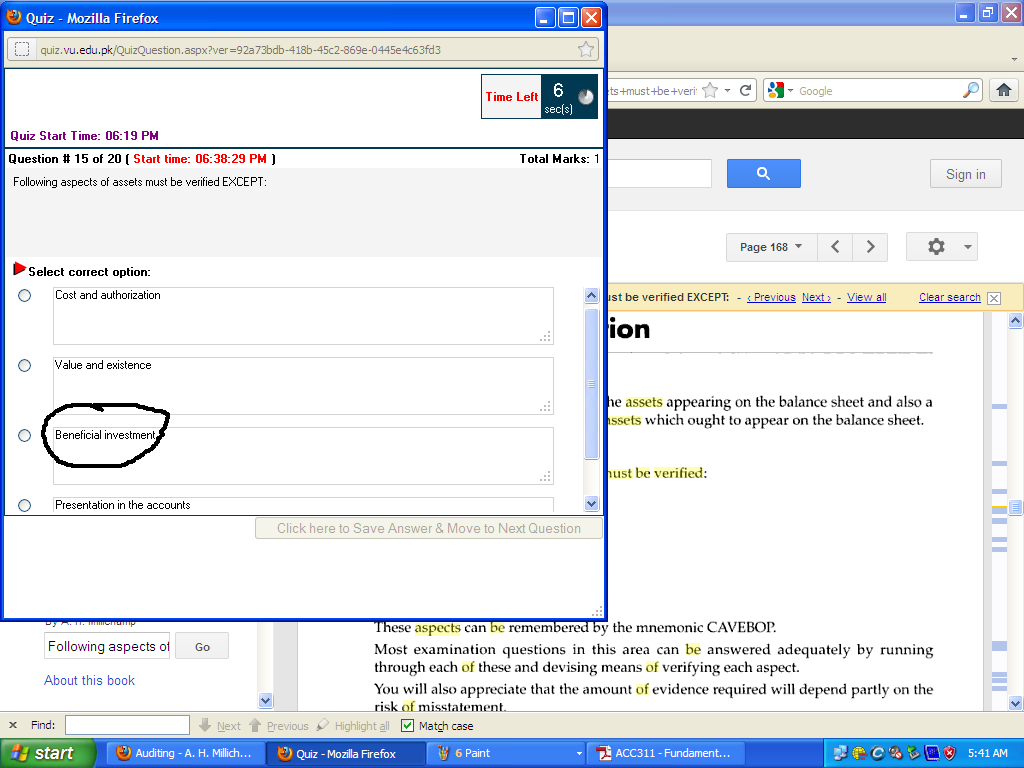 Quiz - Mozilla Firefox
quiz.vu.edu.pk/QuizQuestion.aspx?ver=92a73bdb-418b-45c2-869e-0445e4c63fd3
Time Left 6 sec(s)
Quiz Start Time: 06:19 PM
Question # 15 of 20 ( Start time: 06:38:29 PM ) Total Marks: 1
Following aspects of assets must be verified EXCEPT:
Select correct option:
Cost and authorization
Value and existence
Beneficial investment
Presentation in the accounts
Click here to Save Answer & Move to Next Question
ets+must+be+veri
Google
Sign in
Page 168
ust be verified EXCEPT: - ‹ Previous Next › - View all Clear search
ion
he assets appearing on the balance sheet and also a
assets which ought to appear on the balance sheet.
must be verified:
These aspects can be remembered by the mnemonic CAVEBOP.
Most examination questions in this area can be answered adequately by running
through each of these and devising means of verifying each aspect.
You will also appreciate that the amount of evidence required will depend partly on the
risk of misstatement.
By A. H. Millichamp
Following aspects of Go
About this book
× Find: Next Previous Highlight all Match case
start Auditing - A. H. Millich... Quiz - Mozilla Firefox 6 Paint ACC311 - Fundament... 5:41 AM